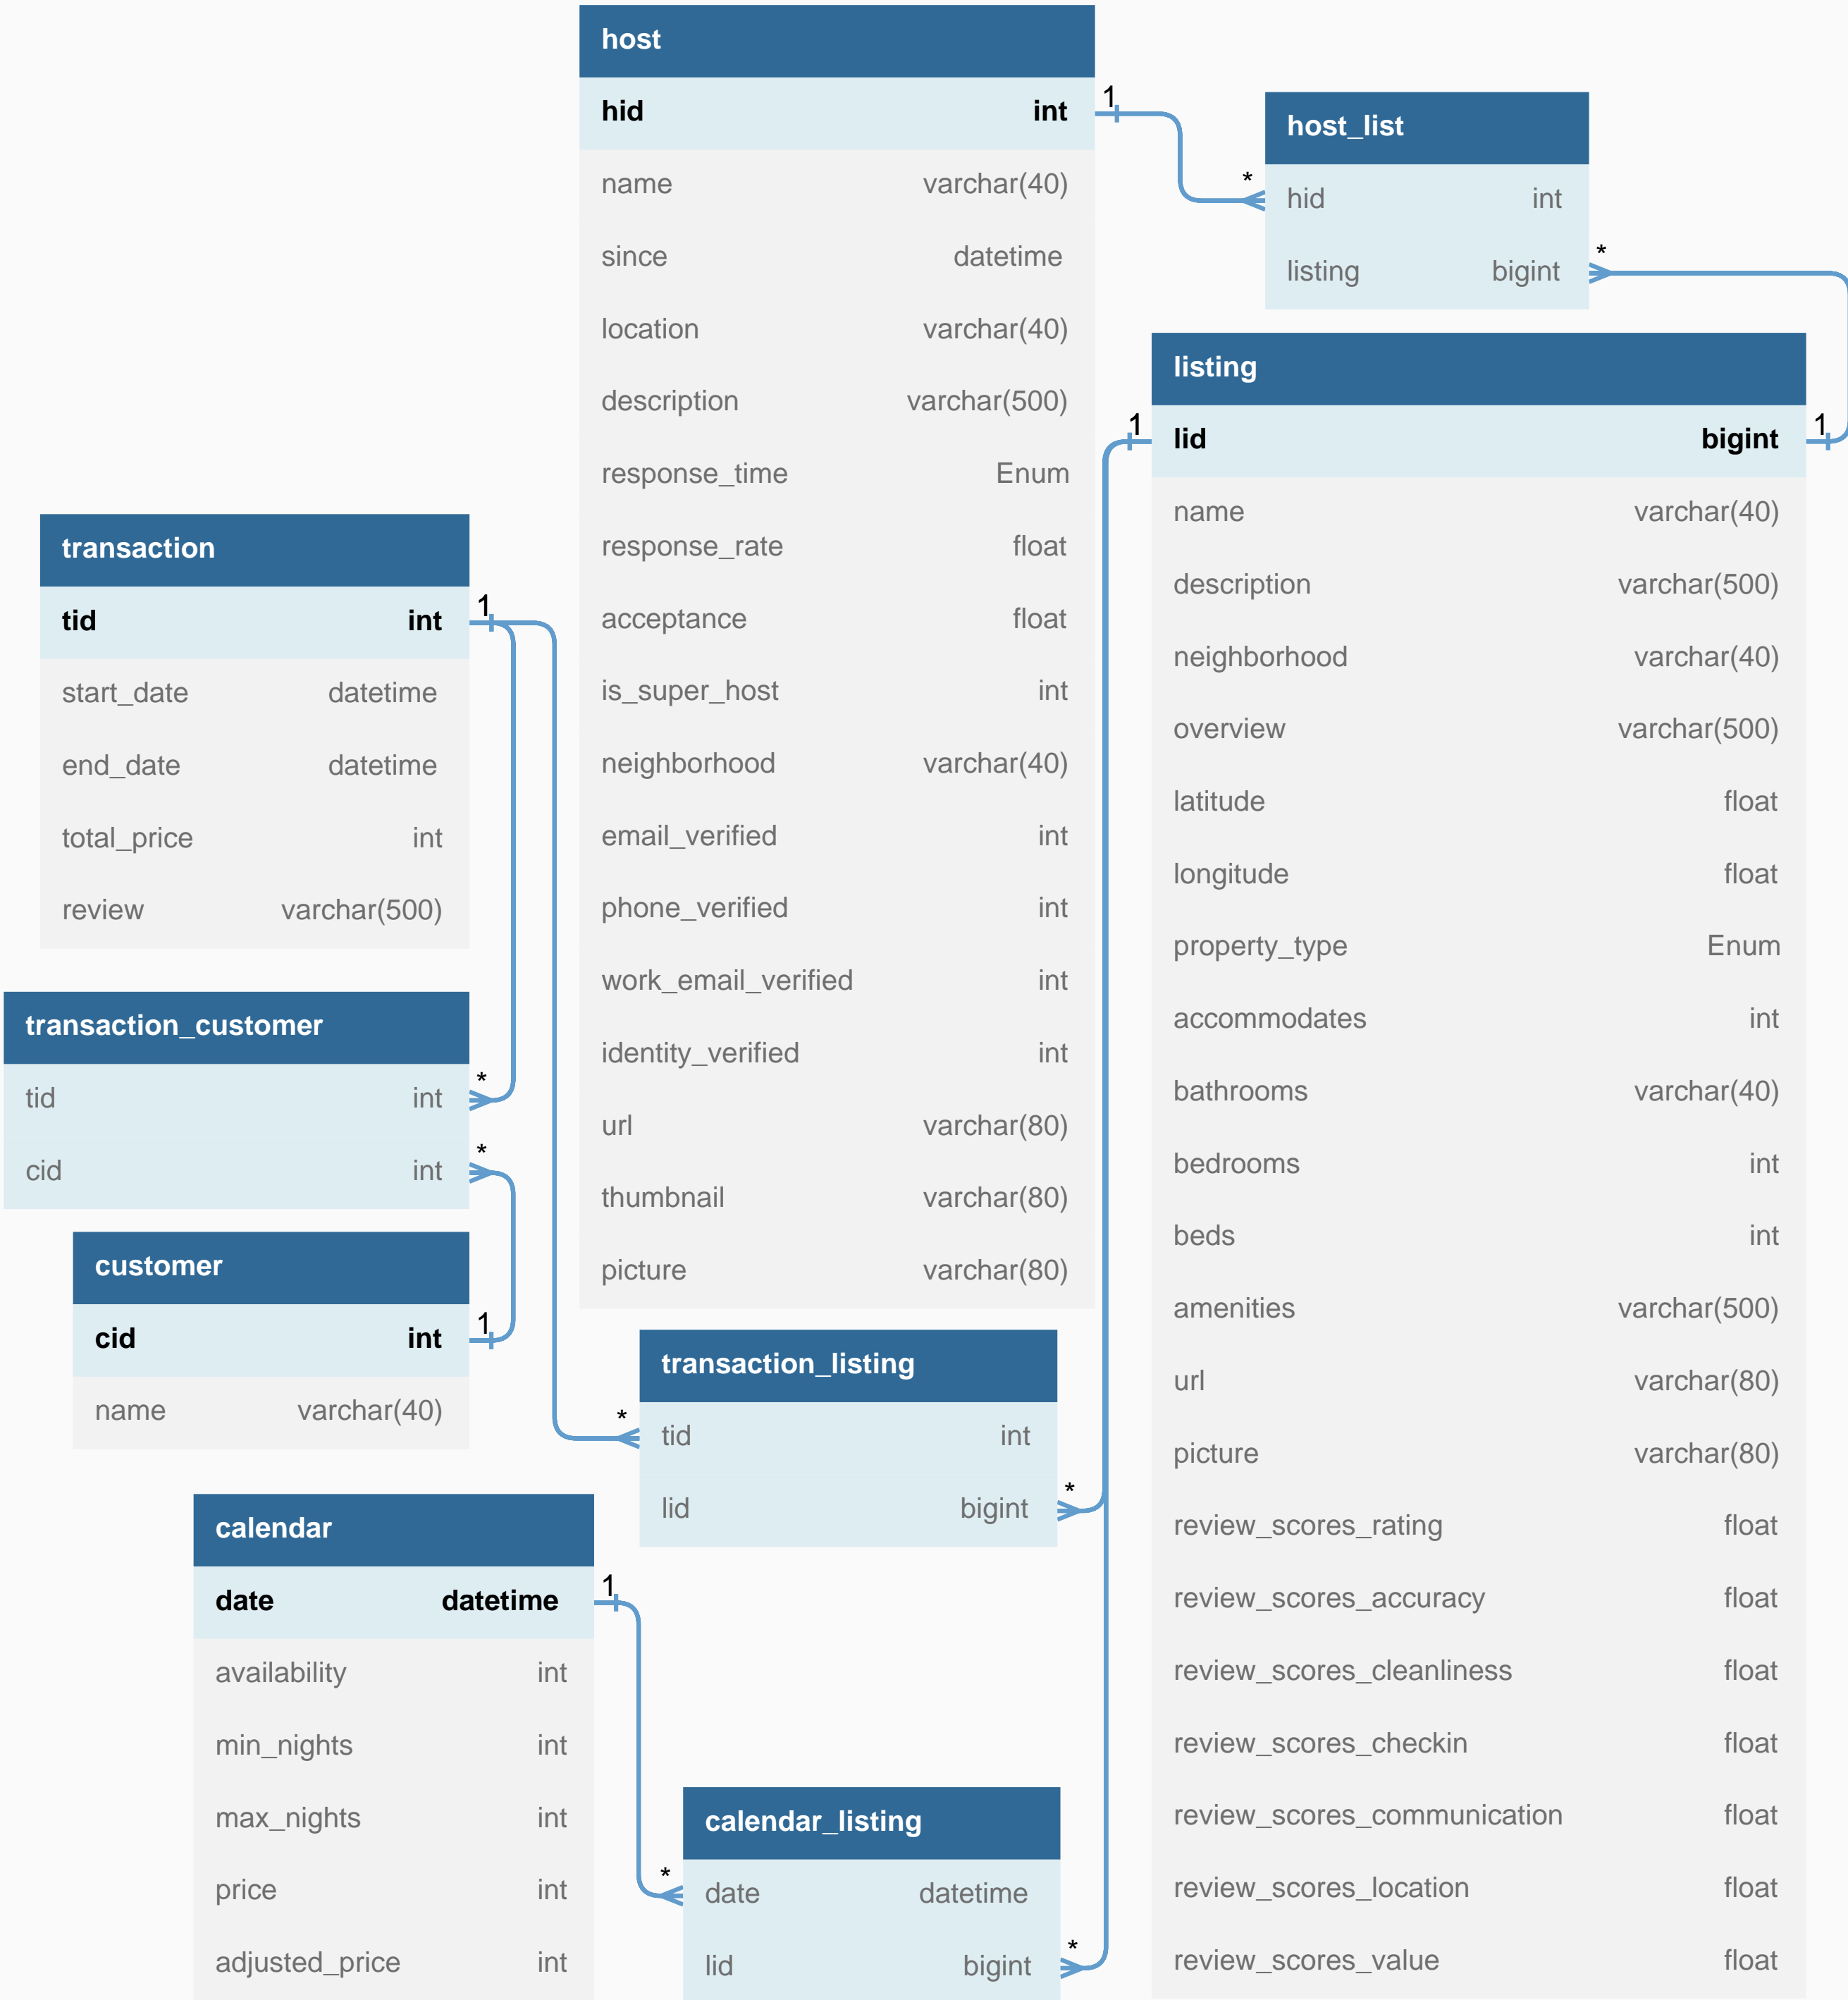 host
hid int
name varchar(40)
since datetime
location varchar(40)
description varchar(500)
response_time Enum
response_rate float
acceptance float
is_super_host int
neighborhood varchar(40)
email_verified int
phone_verified int
work_email_verified int
identity_verified int
url varchar(80)
thumbnail varchar(80)
picture varchar(80)
1
*
host_list
hid int
listing bigint
*
1
listing
lid bigint
name varchar(40)
description varchar(500)
neighborhood varchar(40)
overview varchar(500)
latitude float
longitude float
property_type Enum
accommodates int
bathrooms varchar(40)
bedrooms int
beds int
amenities varchar(500)
url varchar(80)
picture varchar(80)
review_scores_rating float
review_scores_accuracy float
review_scores_cleanliness float
review_scores_checkin float
review_scores_communication float
review_scores_location float
review_scores_value float
1
transaction
tid int
start_date datetime
end_date datetime
total_price int
review varchar(500)
1
transaction_customer
tid int
cid int
*
*
customer
cid int
name varchar(40)
1
transaction_listing
tid int
lid bigint
*
*
calendar
date datetime
availability int
min_nights int
max_nights int
price int
adjusted_price int
1
calendar_listing
date datetime
lid bigint
*
*